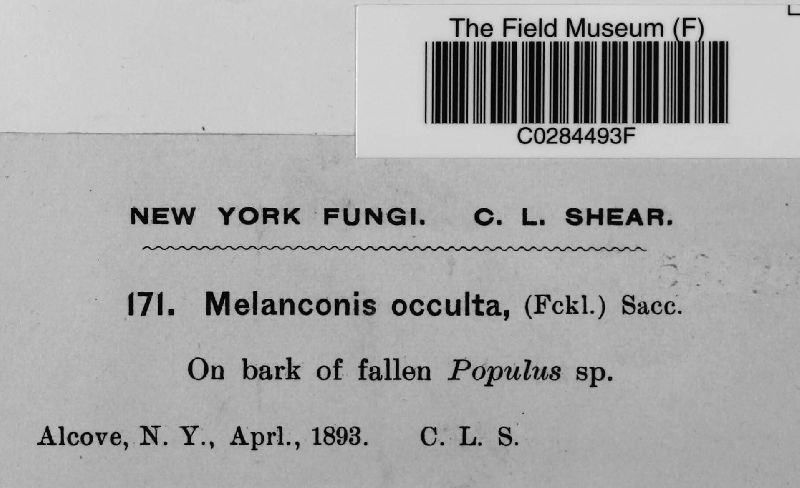 The Field Museum (F)
C0284493F
NEW YORK FUNGI. C. L. SHEAR.
171. Melanconis occulta, (Fckl.) Sacc.
On bark of fallen Populus sp.
Alcove, N. Y., Aprl., 1893. C. L. S.